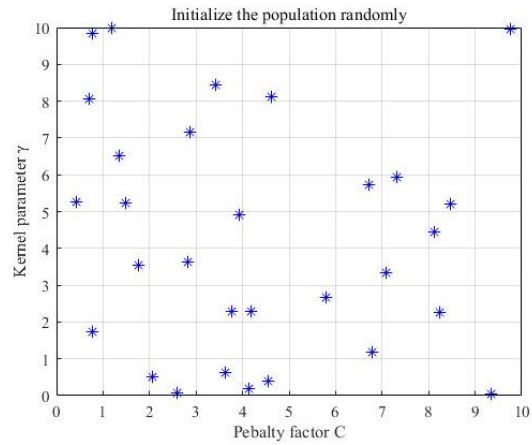 Initialize the population randomly
10
9
8
7
6
5
4
3
2
1
0
Kernel parameter γ
0 1 2 3 4 5 6 7 8 9 10
Pebalty factor C